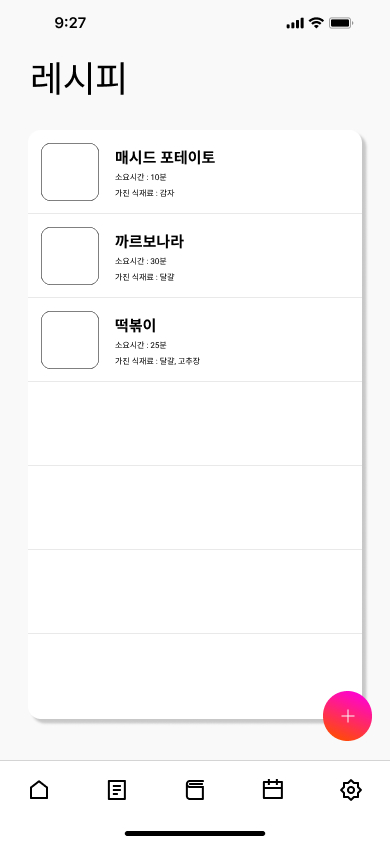 9:27
레시피
매시드 포테이토
소요시간 : 10분
가진 식재료 : 감자
까르보나라
소요시간 : 30분
가진 식재료 : 달걀
떡볶이
소요시간 : 25분
가진 식재료 : 달걀, 고추장